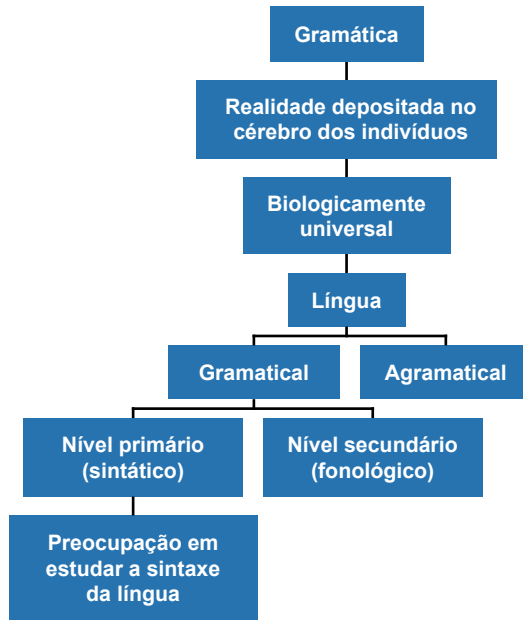 Gramática
Realidade depositada no
cérebro dos indivíduos
Biologicamente
universal
Língua
Gramatical
Agramatical
Nível primário
(sintático)
Nível secundário
(fonológico)
Preocupação em
estudar a sintaxe
da língua